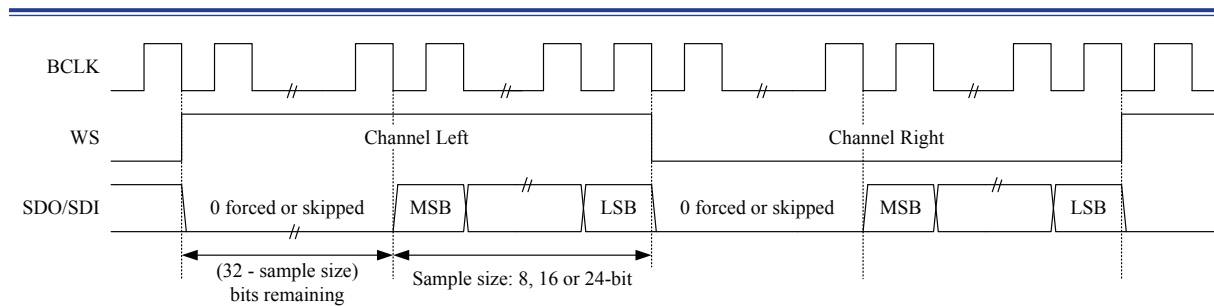 BCLK
WS
Channel Left
Channel Right
SDO/SDI
0 forced or skipped
MSB
LSB
0 forced or skipped
MSB
LSB
(32 - sample size)
bits remaining
Sample size: 8, 16 or 24-bit